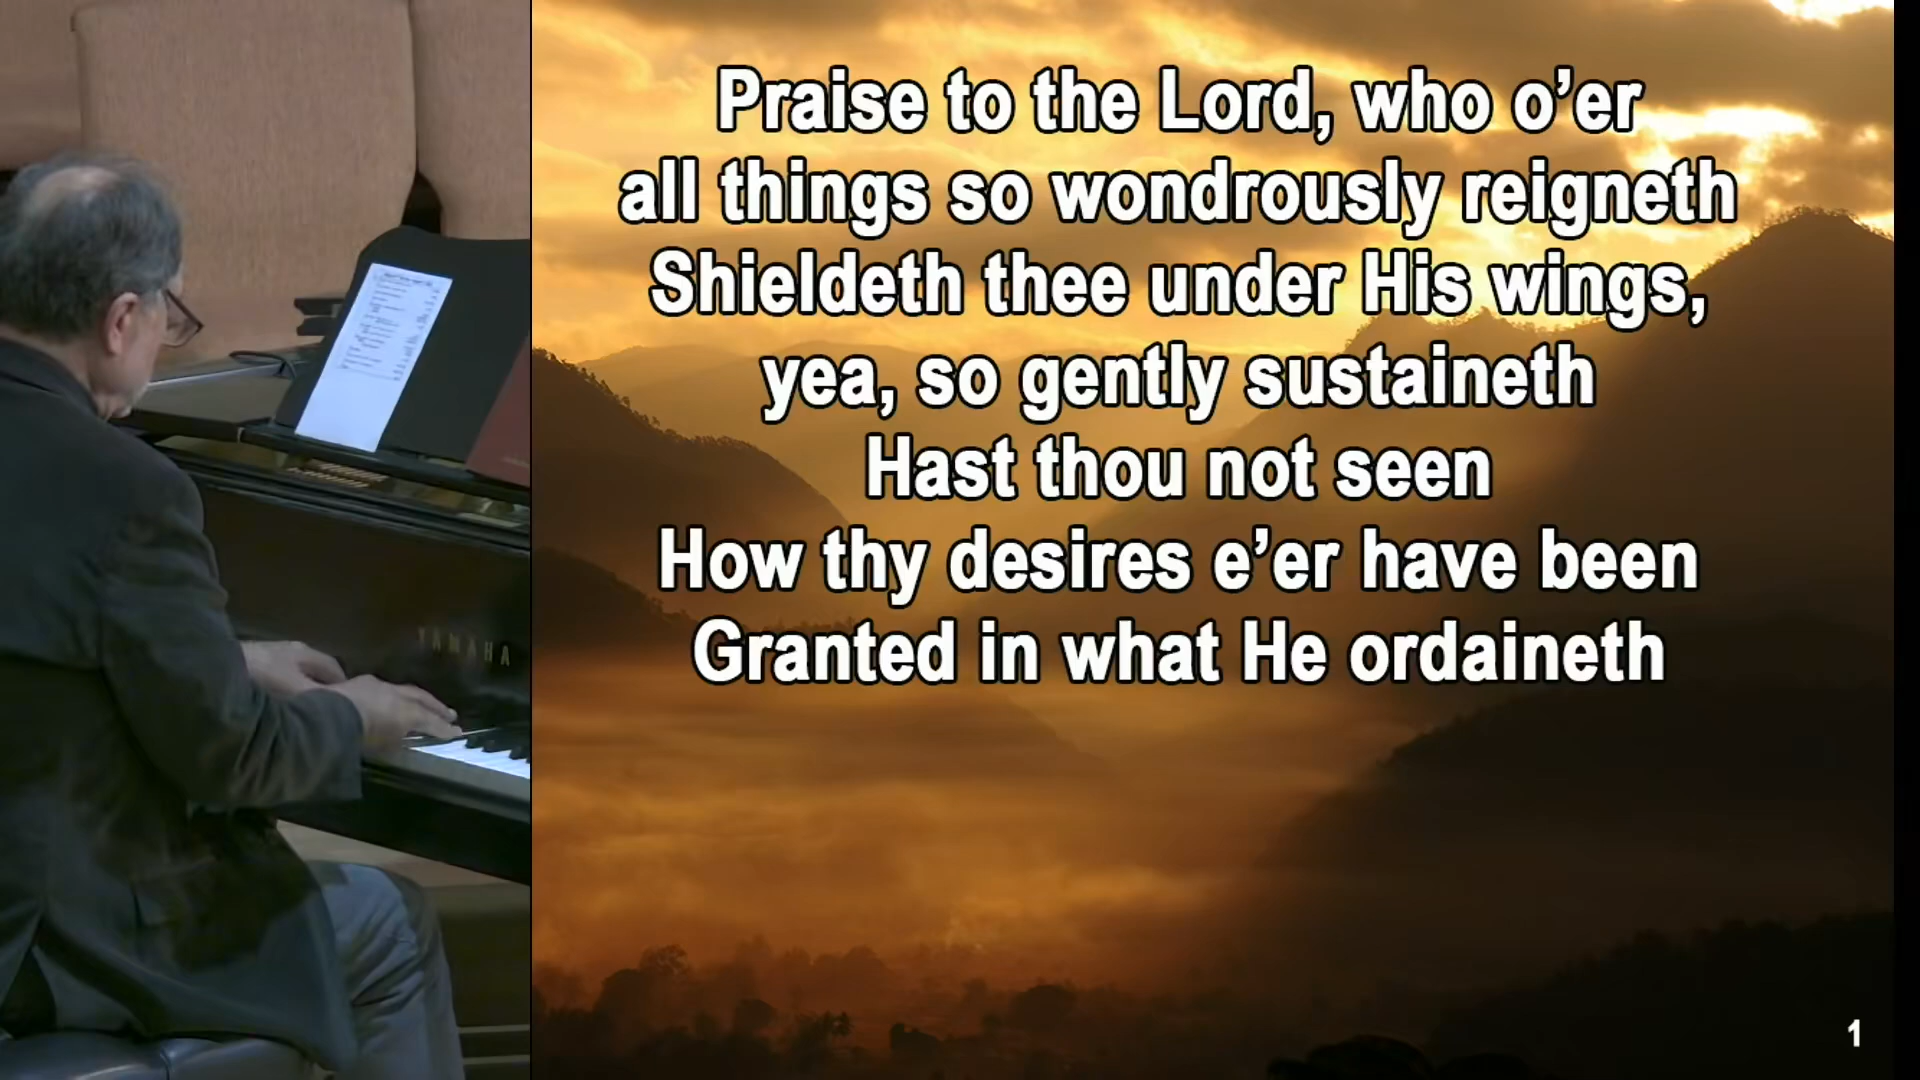 Praise to the Lord, who o’er
all things so wondrously reigneth
Shieldeth thee under His wings,
yea, so gently sustaineth
Hast thou not seen
How thy desires e’er have been
Granted in what He ordaineth
1
YAMAHA